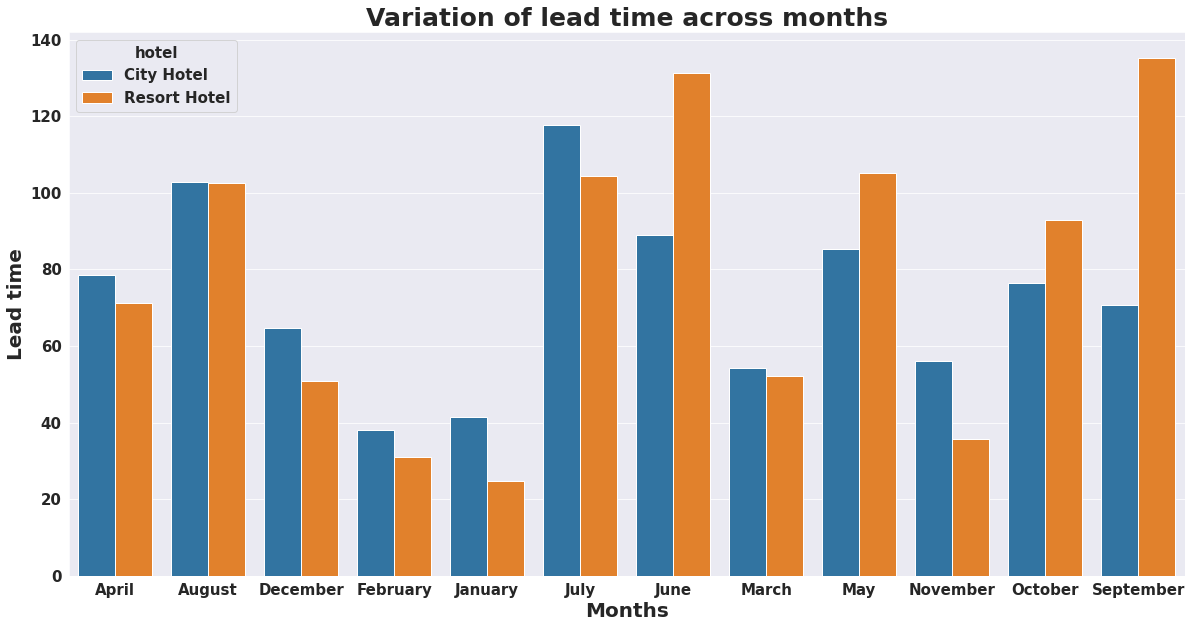 Variation of lead time across months
hotel
City Hotel
Resort Hotel
Lead time
140
120
100
80
60
40
20
0
April August December February January July June March May November October September
Months